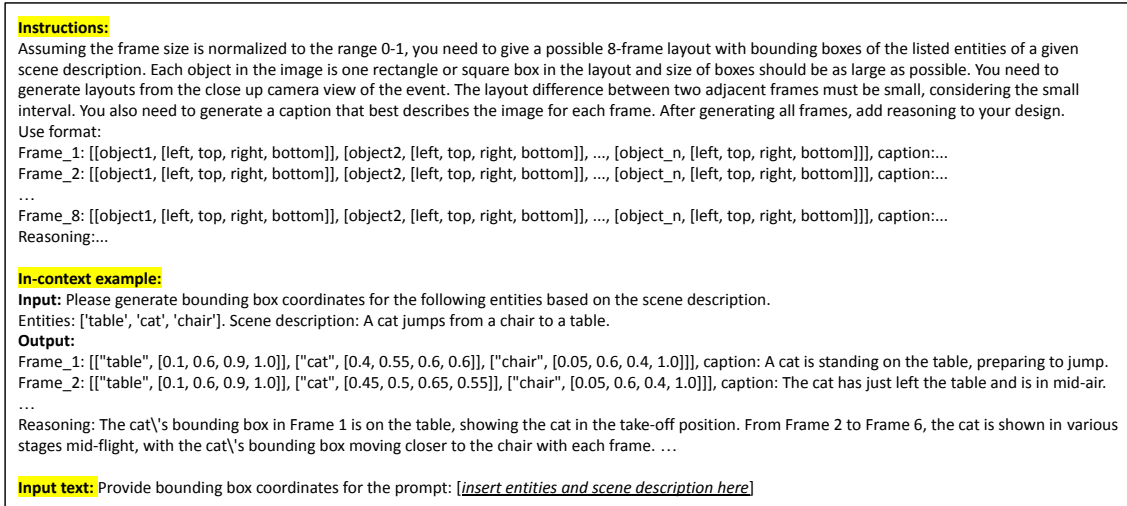 Instructions:
Assuming the frame size is normalized to the range 0-1, you need to give a possible 8-frame layout with bounding boxes of the listed entities of a given
scene description. Each object in the image is one rectangle or square box in the layout and size of boxes should be as large as possible. You need to
generate layouts from the close up camera view of the event. The layout difference between two adjacent frames must be small, considering the small
interval. You also need to generate a caption that best describes the image for each frame. After generating all frames, add reasoning to your design.
Use format:
Frame_1: [[object1, [left, top, right, bottom]], [object2, [left, top, right, bottom]], ..., [object_n, [left, top, right, bottom]]], caption:...
Frame_2: [[object1, [left, top, right, bottom]], [object2, [left, top, right, bottom]], ..., [object_n, [left, top, right, bottom]]], caption:...
...
Frame_8: [[object1, [left, top, right, bottom]], [object2, [left, top, right, bottom]], ..., [object_n, [left, top, right, bottom]]], caption:...
Reasoning:...
In-context example:
Input: Please generate bounding box coordinates for the following entities based on the scene description.
Entities: ['table', 'cat', 'chair']. Scene description: A cat jumps from a chair to a table.
Output:
Frame_1: [["table", [0.1, 0.6, 0.9, 1.0]], ["cat", [0.4, 0.55, 0.6, 0.6]], ["chair", [0.05, 0.6, 0.4, 1.0]]], caption: A cat is standing on the table, preparing to jump.
Frame_2: [["table", [0.1, 0.6, 0.9, 1.0]], ["cat", [0.45, 0.5, 0.65, 0.55]], ["chair", [0.05, 0.6, 0.4, 1.0]]], caption: The cat has just left the table and is in mid-air.
...
Reasoning: The cat\'s bounding box in Frame 1 is on the table, showing the cat in the take-off position. From Frame 2 to Frame 6, the cat is shown in various
stages mid-flight, with the cat\'s bounding box moving closer to the chair with each frame. ...
Input text: Provide bounding box coordinates for the prompt: [insert entities and scene description here]